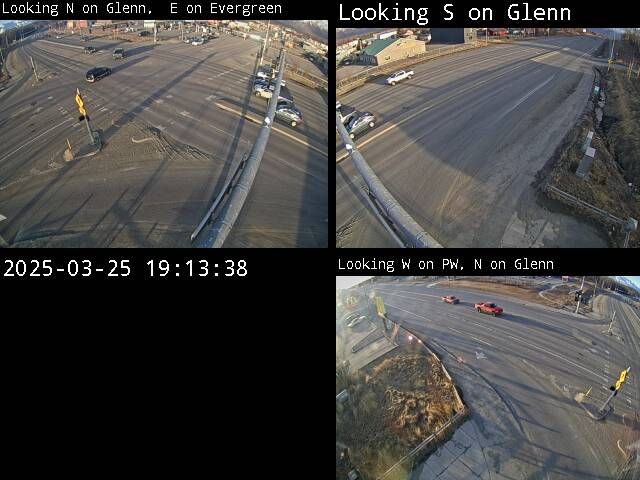 Looking N on Glenn,  E on Evergreen
Looking S on Glenn
2025-03-25 19:13:38
Looking W on PW, N on Glenn